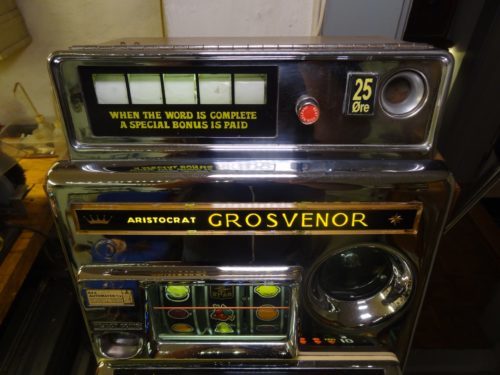 WHEN THE WORD IS COMPLETE
A SPECIAL BONUS IS PAID
25
Øre
ARISTOCRAT GROSVENOR